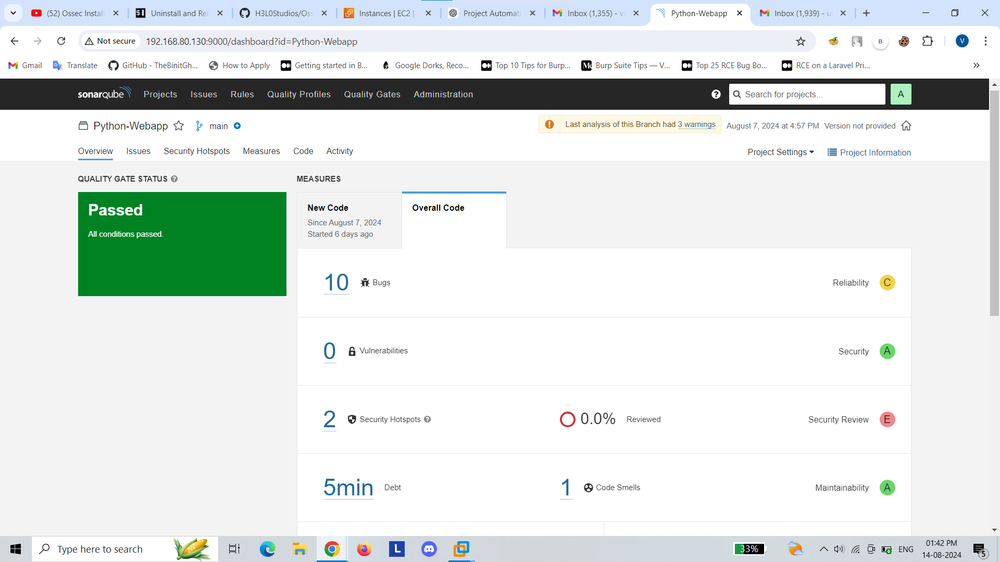 (52) Ossec Install
Uninstall and Rer
H3L0Studios/Oss
Instances | EC2 |
Project Automati
Inbox (1,355) - v
Python-Webapp
Inbox (1,939) - u
Not secure
192.168.80.130:9000/dashboard?id=Python-Webapp
B
V
Gmail
Translate
GitHub - TheBinitGh...
How to Apply
Getting started in B...
Google Dorks, Reco...
Top 10 Tips for Burp...
Burp Suite Tips — V...
Top 25 RCE Bug Bo...
RCE on a Laravel Pri...
sonarqube
Projects
Issues
Rules
Quality Profiles
Quality Gates
Administration
Search for projects...
A
Python-Webapp
main
Last analysis of this Branch had 3 warnings
August 7, 2024 at 4:57 PM
Version not provided
Overview
Issues
Security Hotspots
Measures
Code
Activity
Project Settings
Project Information
QUALITY GATE STATUS
Passed
All conditions passed.
MEASURES
New Code
Since August 7, 2024
Started 6 days ago
Overall Code
10 Bugs
Reliability C
0 Vulnerabilities
Security A
2 Security Hotspots
0.0% Reviewed
Security Review E
5min Debt
1 Code Smells
Maintainability A
Type here to search
L
33%
ENG
01:42 PM
14-08-2024
5